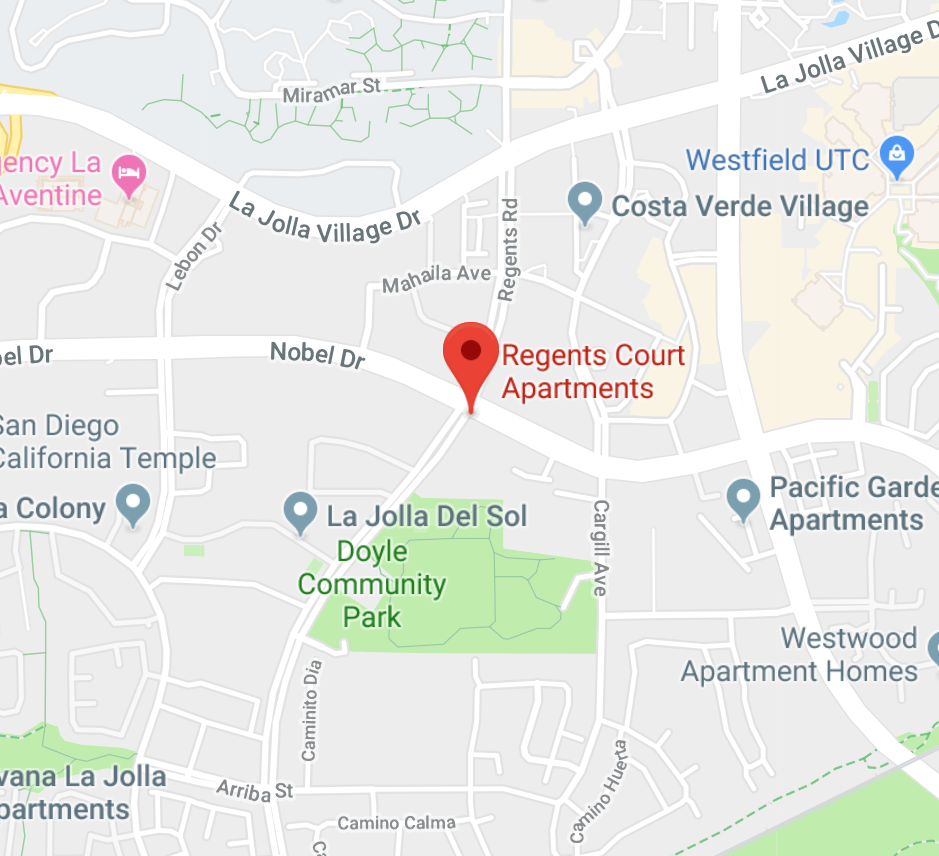 La Jolla Village D
Miramar St
Westfield UTC
gency La
Aventine
Costa Verde Village
La Jolla Village Dr
Regents Rd
Lebon Dr
Mahaila Ave
bel Dr
Nobel Dr
Regents Court
Apartments
San Diego
California Temple
a Colony
La Jolla Del Sol
Pacific Garde
Apartments
Cargill Ave
Doyle
Community
Park
Westwood
Apartment Homes
Caminito Dia
vana La Jolla
partments
Arriba St
Camino Huerta
Camino Calma
Ca